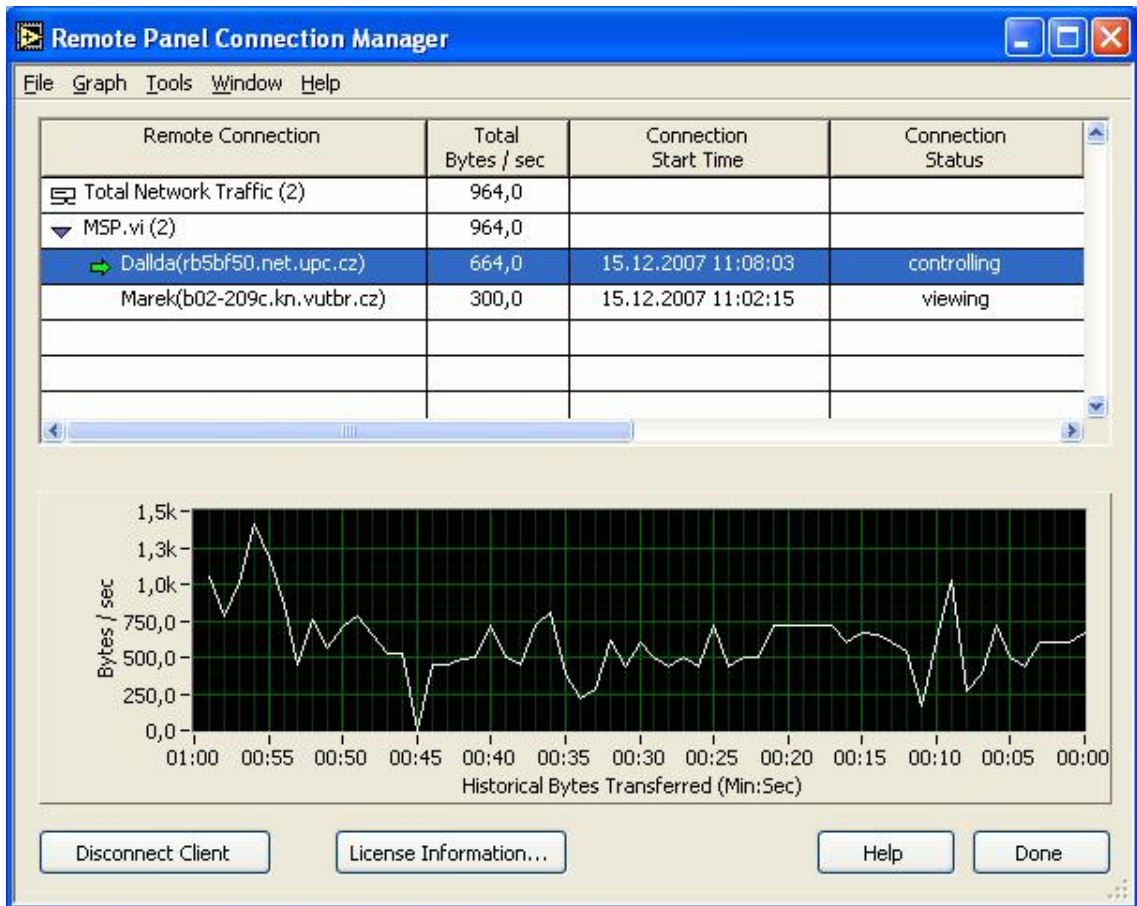 Remote Panel Connection Manager
File Graph Tools Window Help
Remote Connection
Total Bytes / sec
Connection Start Time
Connection Status
Total Network Traffic (2) 964,0
MSP.vi (2) 964,0
Dallda(rb5bf50.net.upc.cz) 664,0 15.12.2007 11:08:03 controlling
Marek(b02-209c.kn.vutbr.cz) 300,0 15.12.2007 11:02:15 viewing
Bytes / sec
1,5k
1,3k
1,0k
750,0
500,0
250,0
0,0
01:00 00:55 00:50 00:45 00:40 00:35 00:30 00:25 00:20 00:15 00:10 00:05 00:00
Historical Bytes Transferred (Min:Sec)
Disconnect Client License Information... Help Done